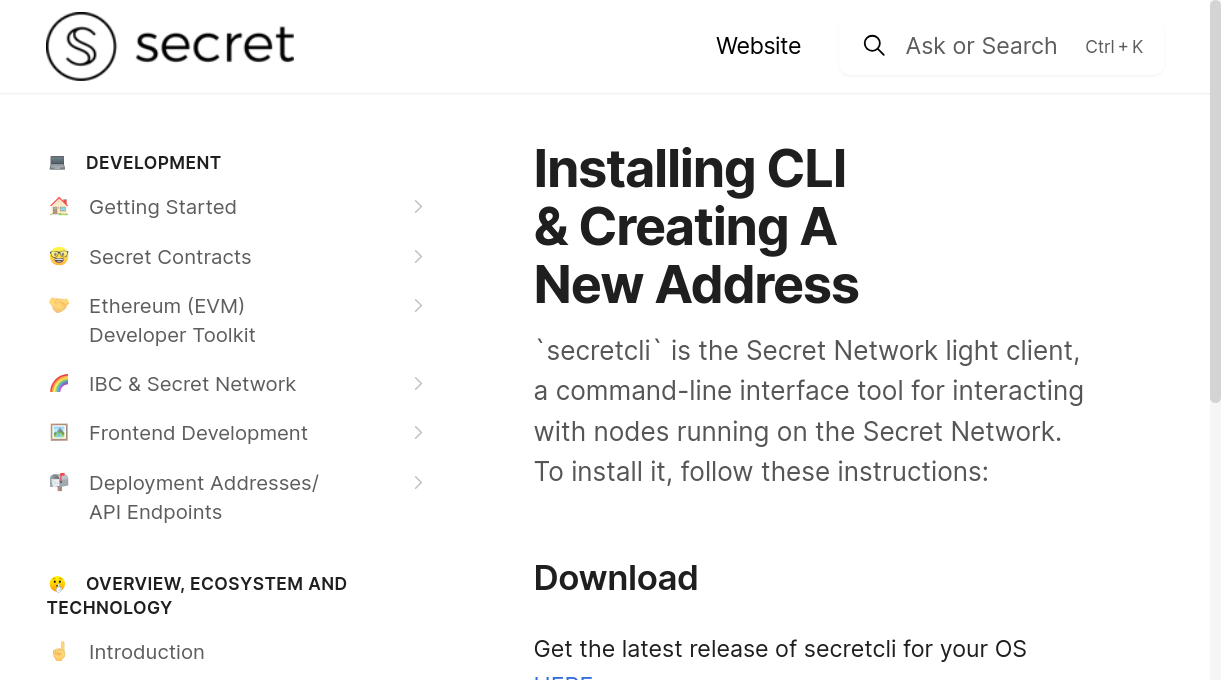 secret
Website
Ask or Search
Ctrl + K
DEVELOPMENT
Getting Started
Secret Contracts
Ethereum (EVM)
Developer Toolkit
IBC & Secret Network
Frontend Development
Deployment Addresses/
API Endpoints
OVERVIEW, ECOSYSTEM AND
TECHNOLOGY
Introduction
Installing CLI
& Creating A
New Address
`secretcli` is the Secret Network light client,
a command-line interface tool for interacting
with nodes running on the Secret Network.
To install it, follow these instructions:
Download
Get the latest release of secretcli for your OS
HERE